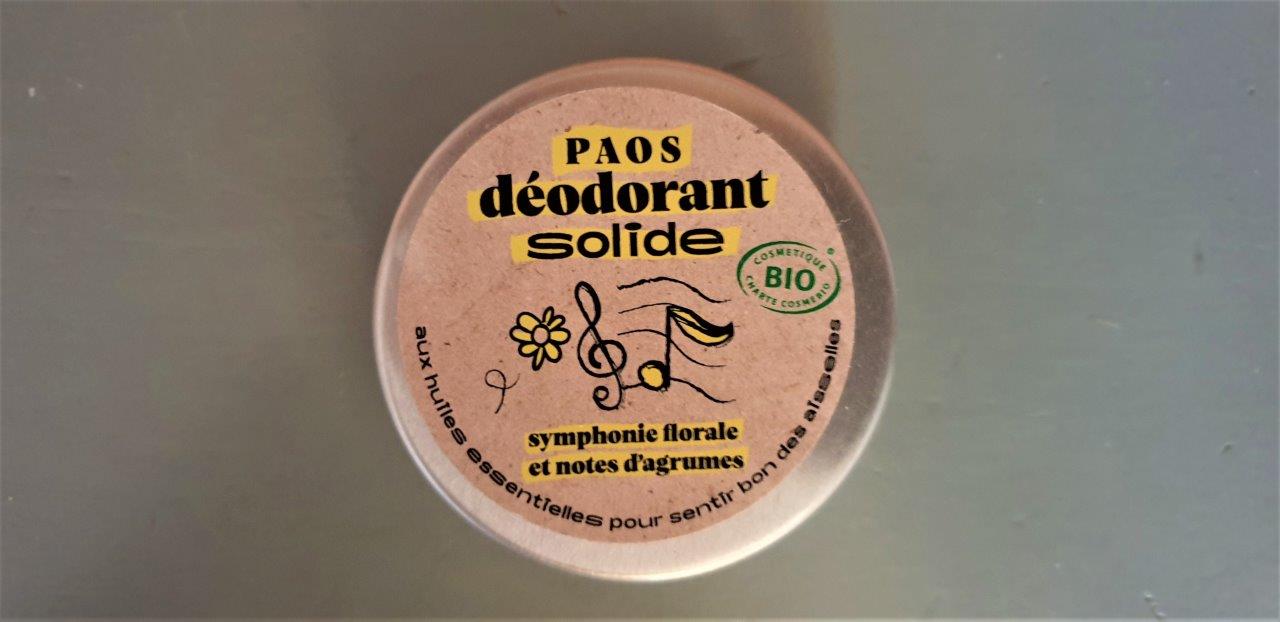 PAOS
déodorant
solide
COSMETIQUE
BIO
CHARTE COSMEBIO
®
symphonie florale
et notes d'agrumes
aux huiles essentielles pour sentir bon des aisselles